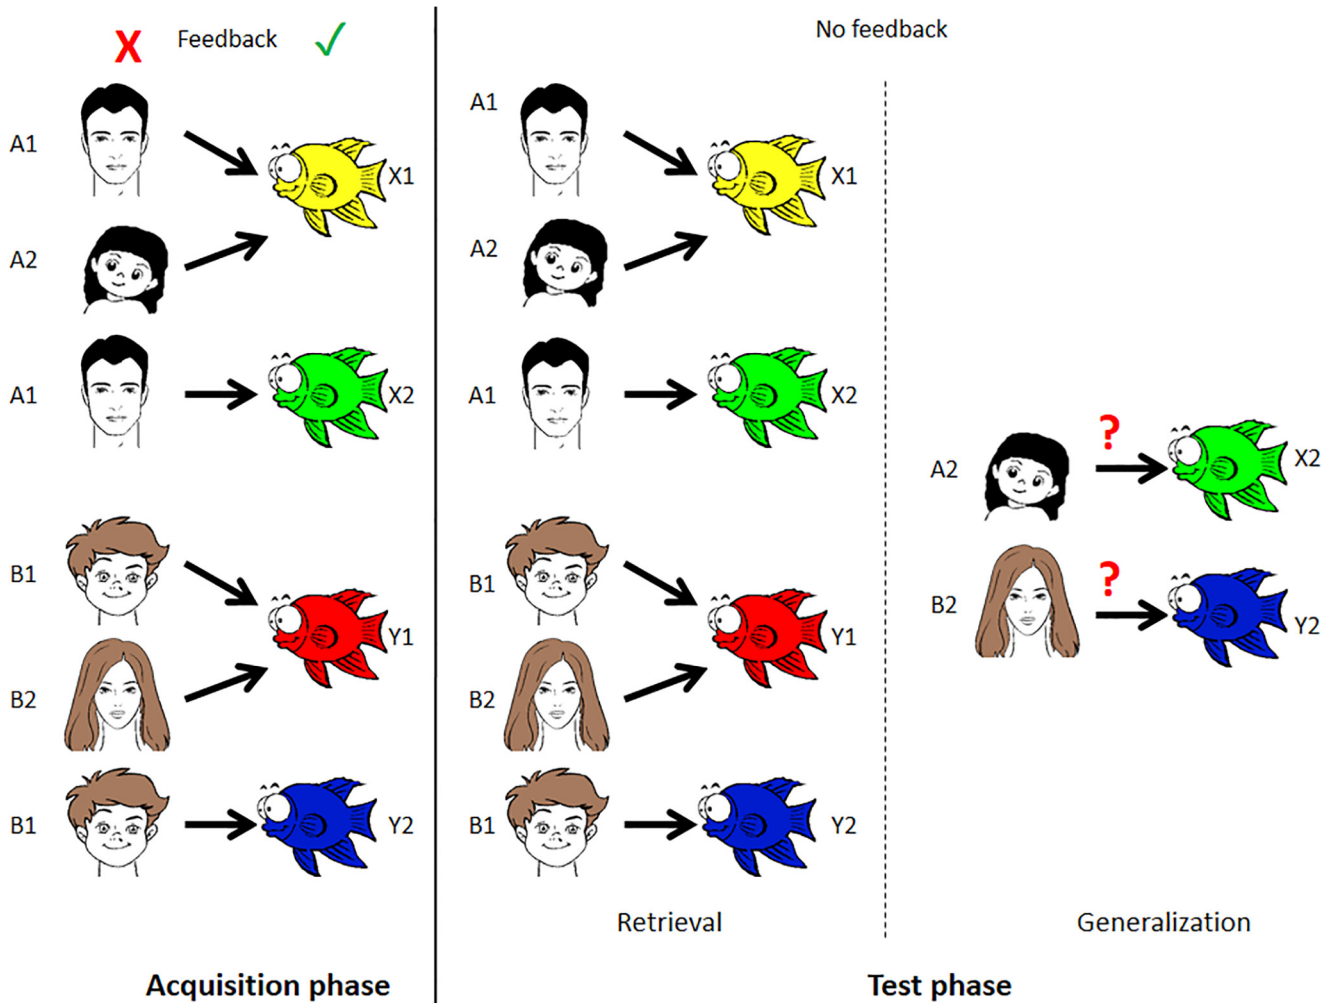 X Feedback ✓
No feedback
A1
X1
A2
A1
X2
B1
Y1
B2
B1
Y2
A1
X1
A2
A1
X2
B1
Y1
B2
B1
Y2
Retrieval
?
A2
X2
?
B2
Y2
Generalization
Acquisition phase
Test phase